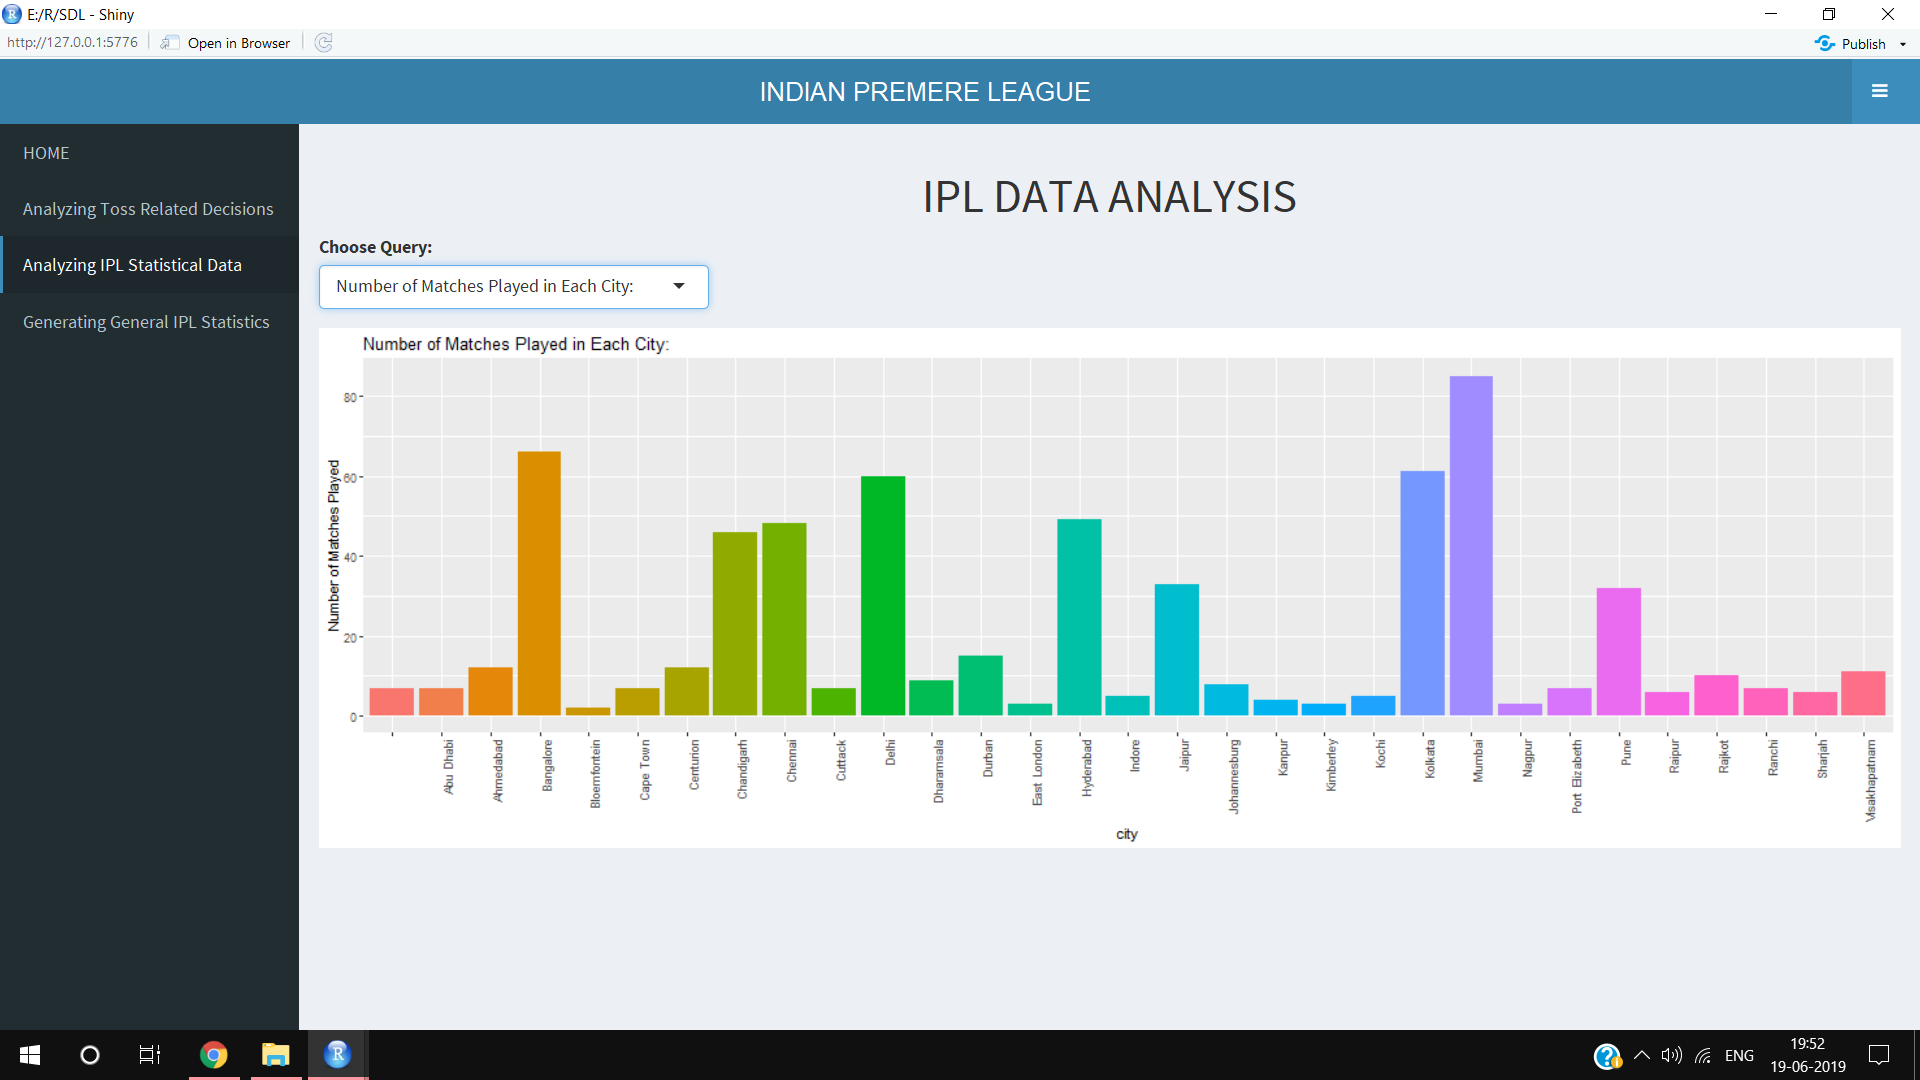 E:/R/SDL - Shiny
http://127.0.0.1:5776
Open in Browser
Publish
INDIAN PREMERE LEAGUE
HOME
Analyzing Toss Related Decisions
Analyzing IPL Statistical Data
Generating General IPL Statistics
IPL DATA ANALYSIS
Choose Query:
Number of Matches Played in Each City:
Number of Matches Played in Each City:
Number of Matches Played
80
60
40
20
0
Abu Dhabi
Ahmedabad
Bangalore
Bloemfontein
Cape Town
Centurion
Chandigarh
Chennai
Cuttack
Delhi
Dharamsala
Durban
East London
Hyderabad
Indore
Jaipur
Johannesburg
Kanpur
Kimberley
Kochi
Kolkata
Mumbai
Nagpur
Port Elizabeth
Pune
Raipur
Rajkot
Ranchi
Sharjah
Visakhapatnam
city
ENG
19:52
19-06-2019